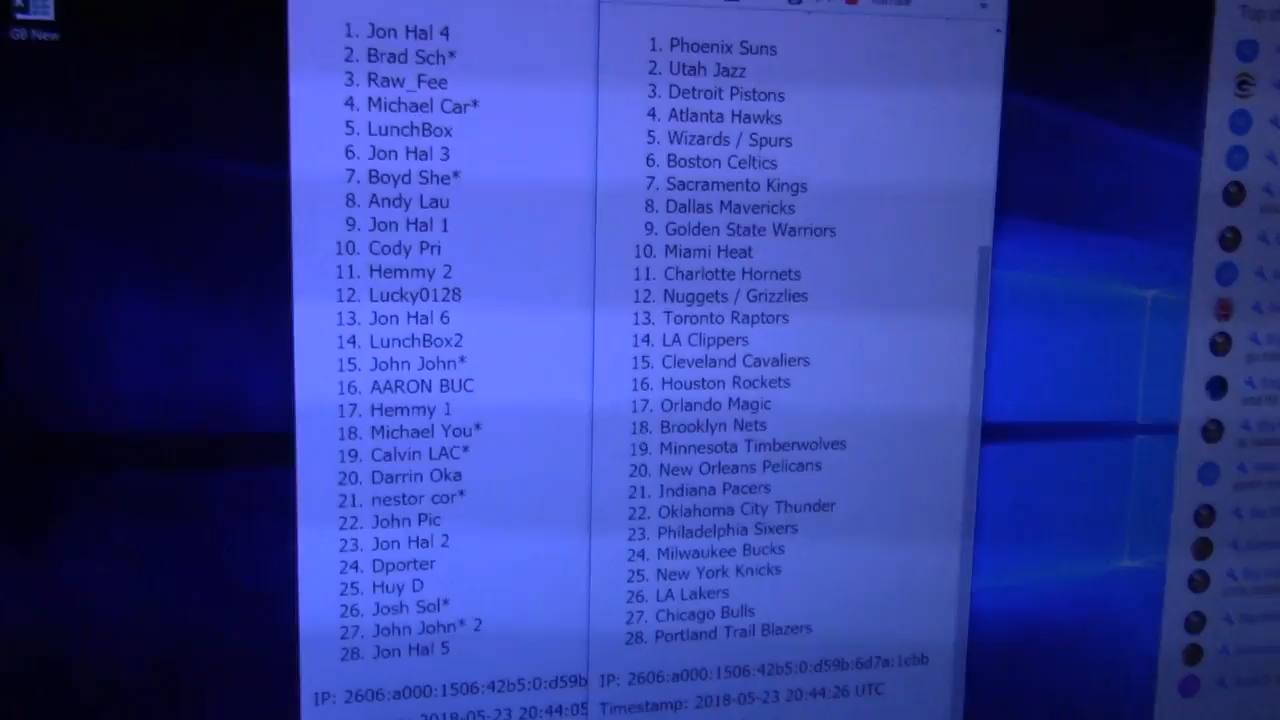 G0 New
1. Jon Hal 4
2. Brad Sch*
3. Raw_Fee
4. Michael Car*
5. LunchBox
6. Jon Hal 3
7. Boyd She*
8. Andy Lau
9. Jon Hal 1
10. Cody Pri
11. Hemmy 2
12. Lucky0128
13. Jon Hal 6
14. LunchBox2
15. John John*
16. AARON BUC
17. Hemmy 1
18. Michael You*
19. Calvin LAC*
20. Darrin Oka
21. nestor cor*
22. John Pic
23. Jon Hal 2
24. Dporter
25. Huy D
26. Josh Sol*
27. John John* 2
28. Jon Hal 5
IP: 2606:a000:1506:42b5:0:d59b
2018-05-23 20:44:05
1. Phoenix Suns
2. Utah Jazz
3. Detroit Pistons
4. Atlanta Hawks
5. Wizards / Spurs
6. Boston Celtics
7. Sacramento Kings
8. Dallas Mavericks
9. Golden State Warriors
10. Miami Heat
11. Charlotte Hornets
12. Nuggets / Grizzlies
13. Toronto Raptors
14. LA Clippers
15. Cleveland Cavaliers
16. Houston Rockets
17. Orlando Magic
18. Brooklyn Nets
19. Minnesota Timberwolves
20. New Orleans Pelicans
21. Indiana Pacers
22. Oklahoma City Thunder
23. Philadelphia Sixers
24. Milwaukee Bucks
25. New York Knicks
26. LA Lakers
27. Chicago Bulls
28. Portland Trail Blazers
IP: 2606:a000:1506:42b5:0:d59b:6d7a:1cbb
Timestamp: 2018-05-23 20:44:26 UTC